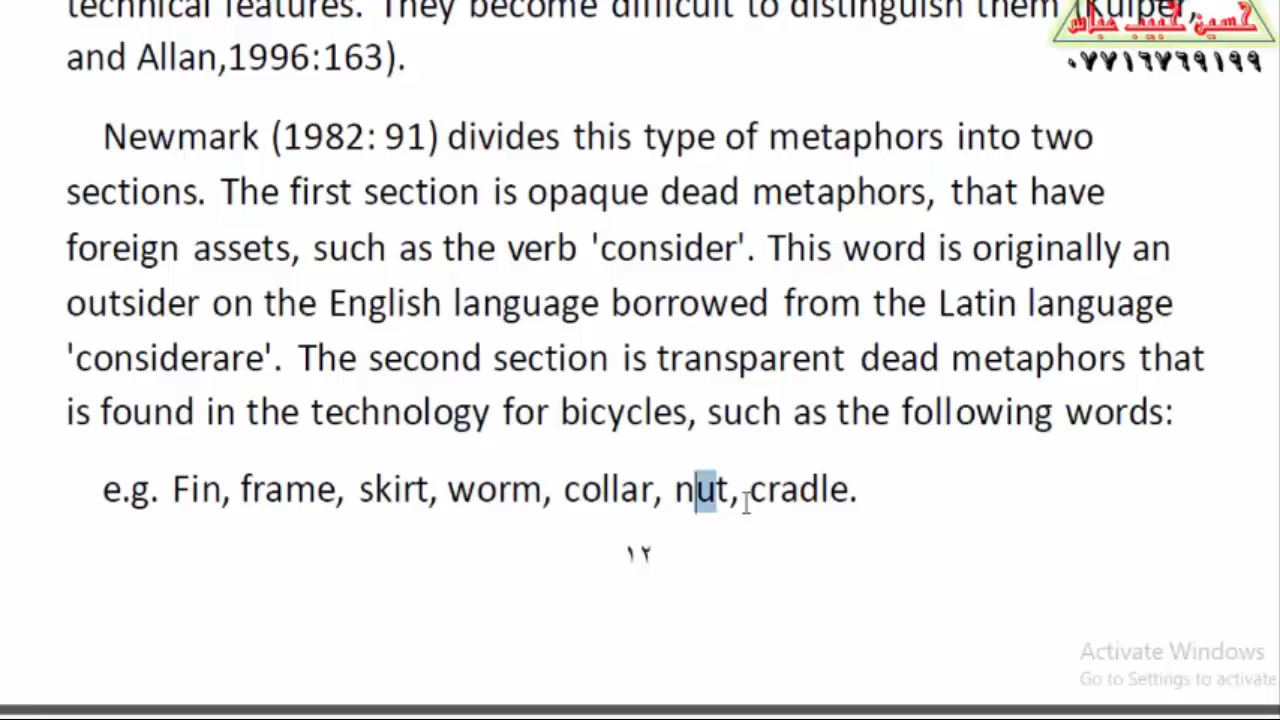 technical features. They become difficult to distinguish them (Kuiper,
حسين حبيب عباس
and Allan,1996:163).
٠٧٧١٦٧٦٩١٩٩
Newmark (1982: 91) divides this type of metaphors into two
sections. The first section is opaque dead metaphors, that have
foreign assets, such as the verb 'consider'. This word is originally an
outsider on the English language borrowed from the Latin language
'considerare'. The second section is transparent dead metaphors that
is found in the technology for bicycles, such as the following words:
e.g. Fin, frame, skirt, worm, collar, nut, cradle.
١٢
Activate Windows
Go to Settings to activate